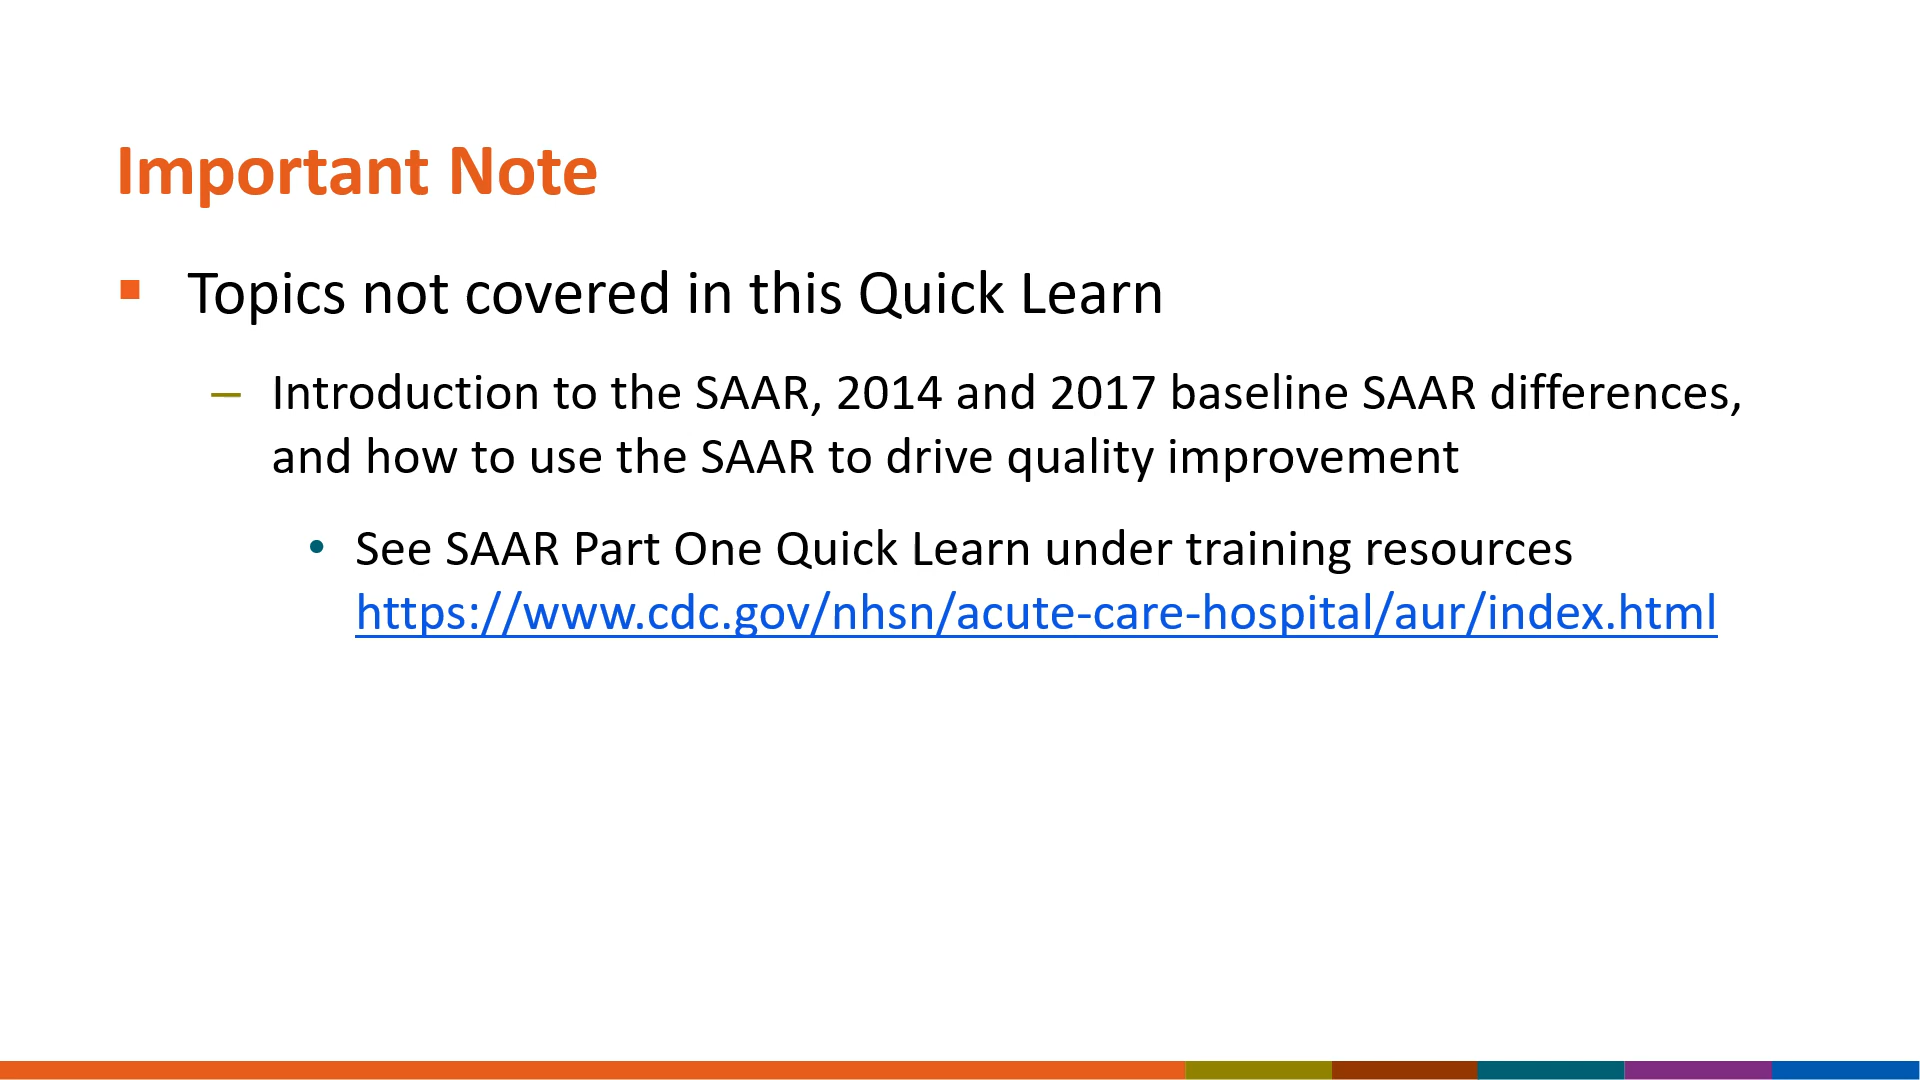 Important Note
▪ Topics not covered in this Quick Learn
– Introduction to the SAAR, 2014 and 2017 baseline SAAR differences,
and how to use the SAAR to drive quality improvement
• See SAAR Part One Quick Learn under training resources
https://www.cdc.gov/nhsn/acute-care-hospital/aur/index.html